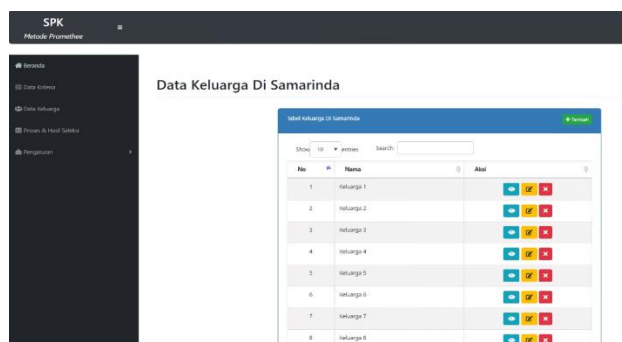 SPK
Metode Promethee
Beranda
Data Kriteria
Data Keluarga
Proses & Hasil Seleksi
Pengaturan
Data Keluarga Di Samarinda
Tabel Keluarga Di Samarinda
+ Tambah
Show 10 entries Search:
No Nama Aksi
1 Keluarga 1
2 Keluarga 2
3 Keluarga 3
4 Keluarga 4
5 Keluarga 5
6 Keluarga 6
7 Keluarga 7
8 Keluarga 8